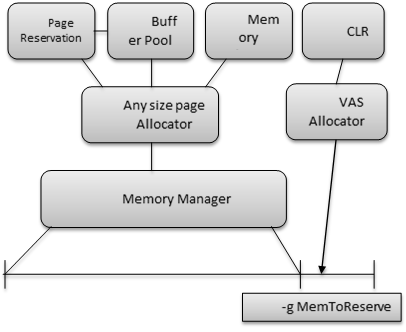 Page
Reservation
Buff
er Pool
Mem
ory
CLR
Any size page
Allocator
VAS
Allocator
Memory Manager
-g MemToReserve